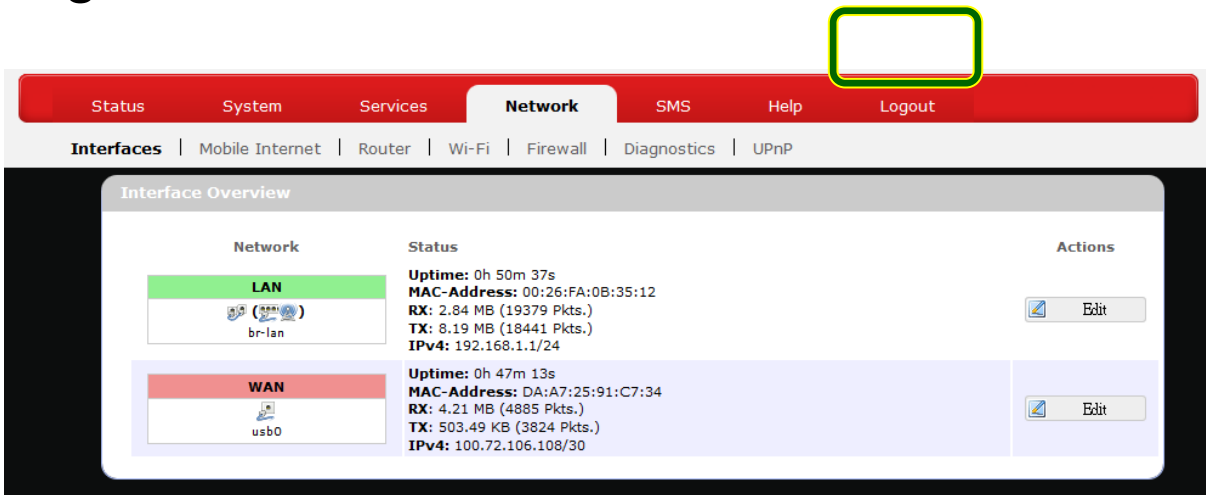 Status System Services Network SMS Help Logout
Interfaces | Mobile Internet | Router | Wi-Fi | Firewall | Diagnostics | UPnP
Interface Overview
Network Status Actions
LAN
br-lan
Uptime: 0h 50m 37s
MAC-Address: 00:26:FA:0B:35:12
RX: 2.84 MB (19379 Pkts.)
TX: 8.19 MB (18441 Pkts.)
IPv4: 192.168.1.1/24
Edit
WAN
usb0
Uptime: 0h 47m 13s
MAC-Address: DA:A7:25:91:C7:34
RX: 4.21 MB (4885 Pkts.)
TX: 503.49 KB (3824 Pkts.)
IPv4: 100.72.106.108/30
Edit